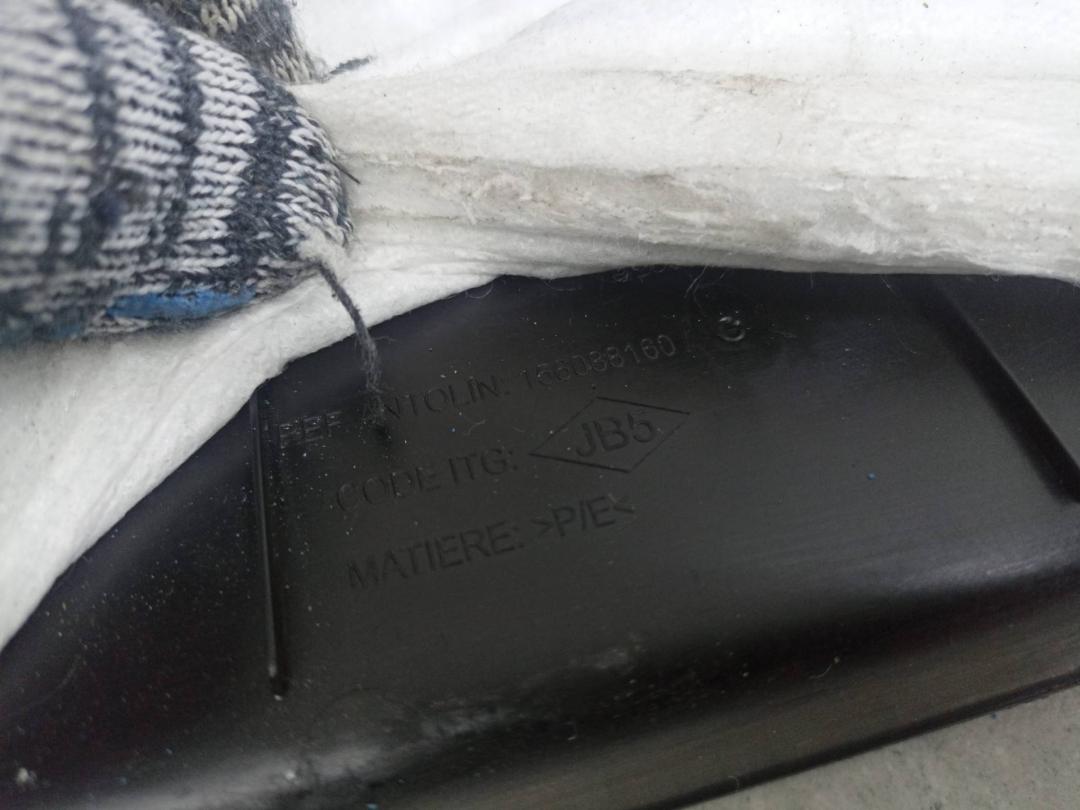 REF ANTOLIN: 166088160
CODE ITG: JB5
MATIERE: >P/E<